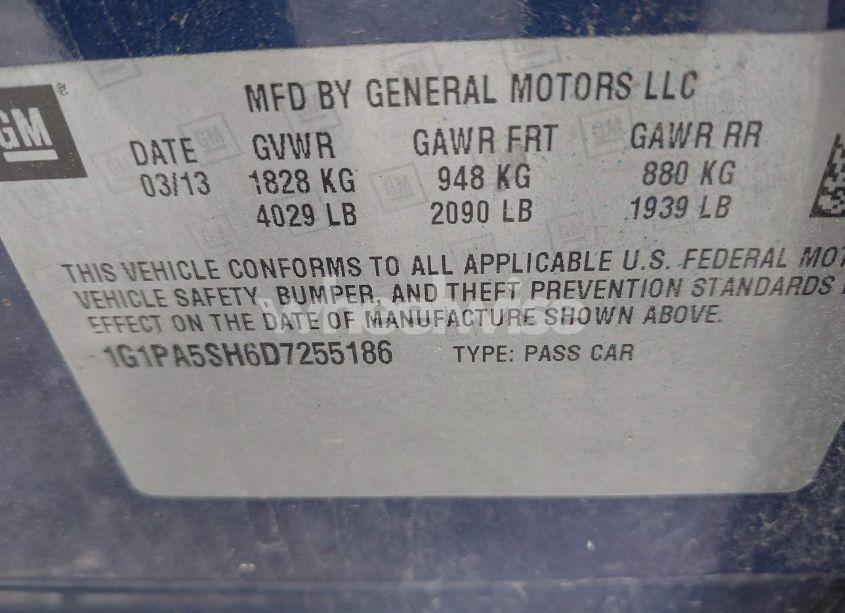 GM ®
MFD BY GENERAL MOTORS LLC
DATE GVWR GAWR FRT GAWR RR
03/13 1828 KG 948 KG 880 KG
4029 LB 2090 LB 1939 LB
THIS VEHICLE CONFORMS TO ALL APPLICABLE U.S. FEDERAL MOT
VEHICLE SAFETY, BUMPER, AND THEFT PREVENTION STANDARDS
EFFECT ON THE DATE OF MANUFACTURE SHOWN ABOVE.
1G1PA5SH6D7255186 TYPE: PASS CAR